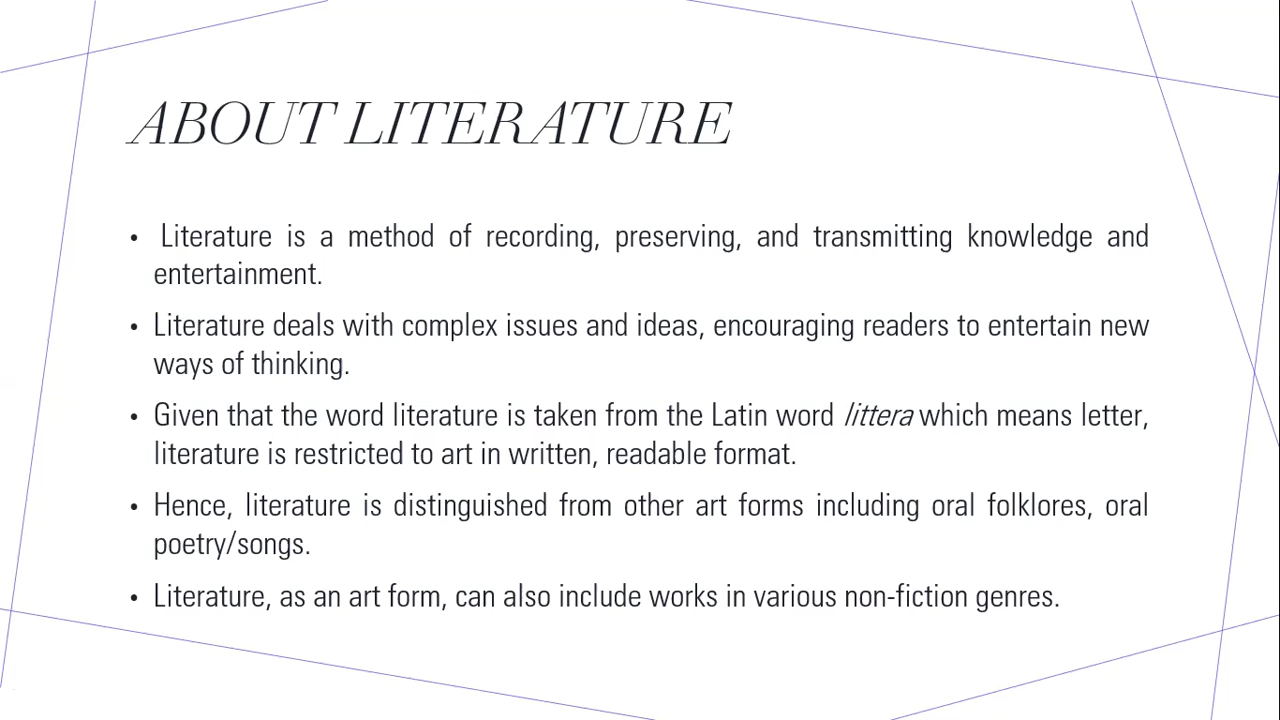 ABOUT LITERATURE
• Literature is a method of recording, preserving, and transmitting knowledge and
entertainment.
• Literature deals with complex issues and ideas, encouraging readers to entertain new
ways of thinking.
• Given that the word literature is taken from the Latin word littera which means letter,
literature is restricted to art in written, readable format.
• Hence, literature is distinguished from other art forms including oral folklores, oral
poetry/songs.
• Literature, as an art form, can also include works in various non-fiction genres.